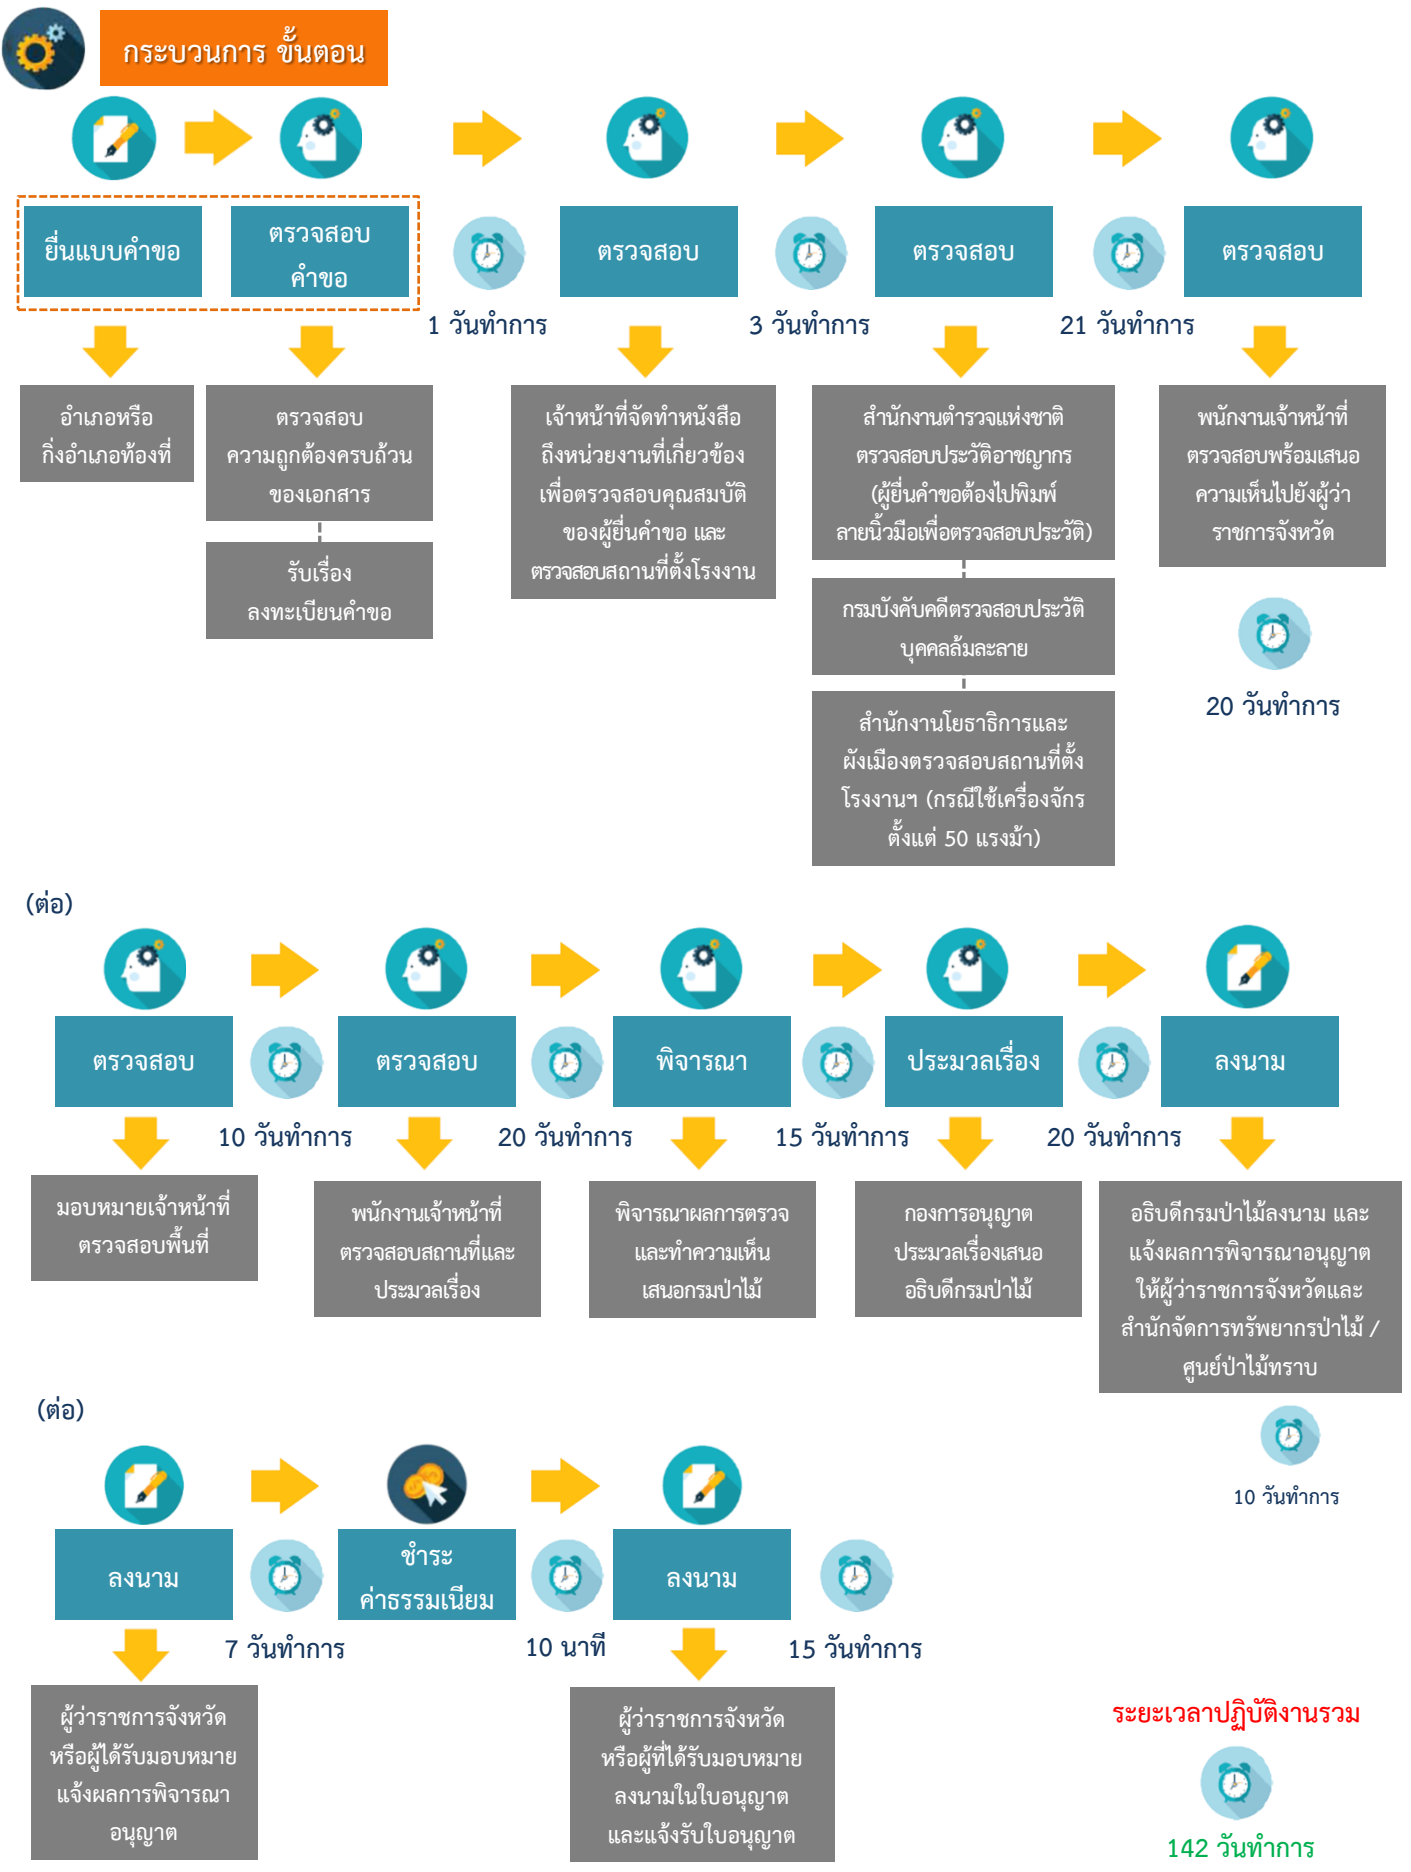 กระบวนการ ขั้นตอน
ยื่นแบบคำขอ
ตรวจสอบ
คำขอ
1 วันทำการ
ตรวจสอบ
3 วันทำการ
ตรวจสอบ
21 วันทำการ
ตรวจสอบ
อำเภอหรือ
กิ่งอำเภอท้องที่
ตรวจสอบ
ความถูกต้องครบถ้วน
ของเอกสาร
รับเรื่อง
ลงทะเบียนคำขอ
เจ้าหน้าที่จัดทำหนังสือ
ถึงหน่วยงานที่เกี่ยวข้อง
เพื่อตรวจสอบคุณสมบัติ
ของผู้ยื่นคำขอ และ
ตรวจสอบสถานที่ตั้งโรงงาน
สำนักงานตำรวจแห่งชาติ
ตรวจสอบประวัติอาชญากร
(ผู้ยื่นคำขอต้องไปพิมพ์
ลายนิ้วมือเพื่อตรวจสอบประวัติ)
กรมบังคับคดีตรวจสอบประวัติ
บุคคลล้มละลาย
สำนักงานโยธาธิการและ
ผังเมืองตรวจสอบสถานที่ตั้ง
โรงงานฯ (กรณีใช้เครื่องจักร
ตั้งแต่ 50 แรงม้า)
พนักงานเจ้าหน้าที่
ตรวจสอบพร้อมเสนอ
ความเห็นไปยังผู้ว่า
ราชการจังหวัด
20 วันทำการ
(ต่อ)
ตรวจสอบ
10 วันทำการ
ตรวจสอบ
20 วันทำการ
พิจารณา
15 วันทำการ
ประมวลเรื่อง
20 วันทำการ
ลงนาม
มอบหมายเจ้าหน้าที่
ตรวจสอบพื้นที่
พนักงานเจ้าหน้าที่
ตรวจสอบสถานที่และ
ประมวลเรื่อง
พิจารณาผลการตรวจ
และทำความเห็น
เสนอกรมป่าไม้
กองการอนุญาต
ประมวลเรื่องเสนอ
อธิบดีกรมป่าไม้
อธิบดีกรมป่าไม้ลงนาม และ
แจ้งผลการพิจารณาอนุญาต
ให้ผู้ว่าราชการจังหวัดและ
สำนักจัดการทรัพยากรป่าไม้ /
ศูนย์ป่าไม้ทราบ
10 วันทำการ
(ต่อ)
ลงนาม
7 วันทำการ
ชำระ
ค่าธรรมเนียม
10 นาที
ลงนาม
15 วันทำการ
ผู้ว่าราชการจังหวัด
หรือผู้ได้รับมอบหมาย
แจ้งผลการพิจารณา
อนุญาต
ผู้ว่าราชการจังหวัด
หรือผู้ที่ได้รับมอบหมาย
ลงนามในใบอนุญาต
และแจ้งรับใบอนุญาต
ระยะเวลาปฏิบัติงานรวม
142 วันทำการ